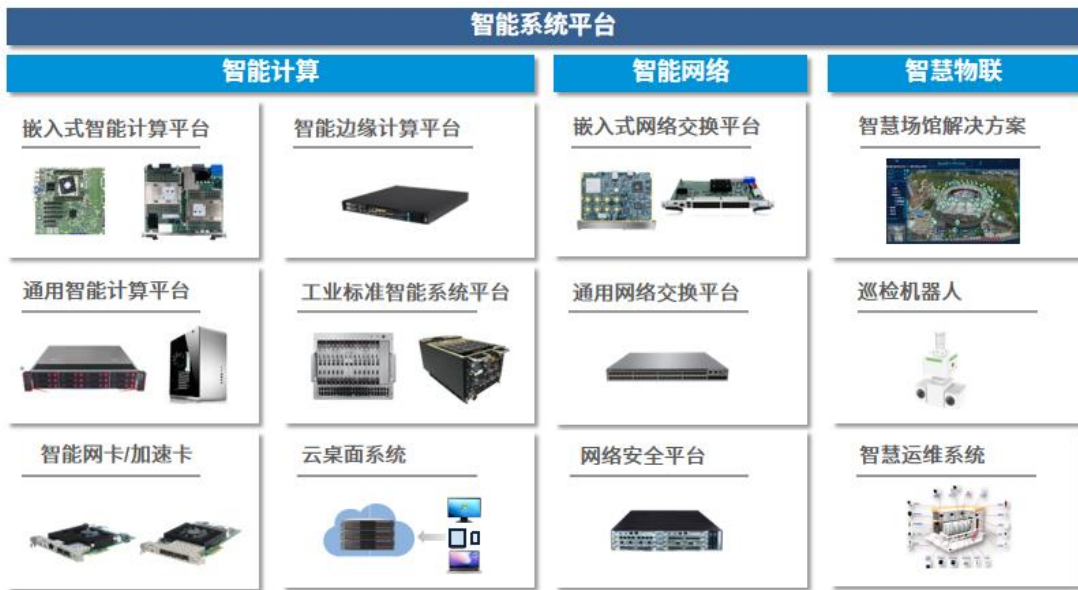 智能系统平台
智能计算
智能网络
智慧物联
嵌入式智能计算平台
智能边缘计算平台
嵌入式网络交换平台
智慧场馆解决方案
通用智能计算平台
工业标准智能系统平台
通用网络交换平台
巡检机器人
智能网卡/加速卡
云桌面系统
网络安全平台
智慧运维系统